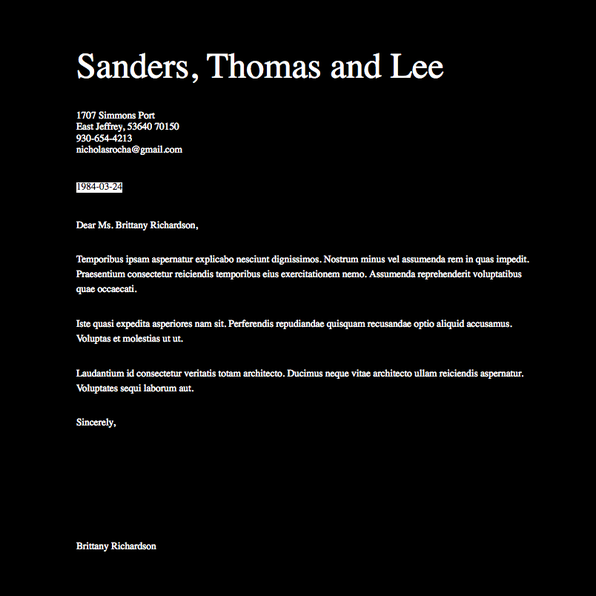 Sanders, Thomas and Lee
1707 Simmons Port
East Jeffrey, 53640 70150
930-654-4213
nicholasrocha@gmail.com
1984-03-24
Dear Ms. Brittany Richardson,
Temporibus ipsam aspernatur explicabo nesciunt dignissimos. Nostrum minus vel assumenda rem in quas impedit.
Praesentium consectetur reiciendis temporibus eius exercitationem nemo. Assumenda reprehenderit voluptatibus
quae occaecati.
Iste quasi expedita asperiores nam sit. Perferendis repudiandae quisquam recusandae optio aliquid accusamus.
Voluptas et molestias ut ut.
Laudantium id consectetur veritatis totam architecto. Ducimus neque vitae architecto ullam reiciendis aspernatur.
Voluptates sequi laborum aut.
Sincerely,
Brittany Richardson